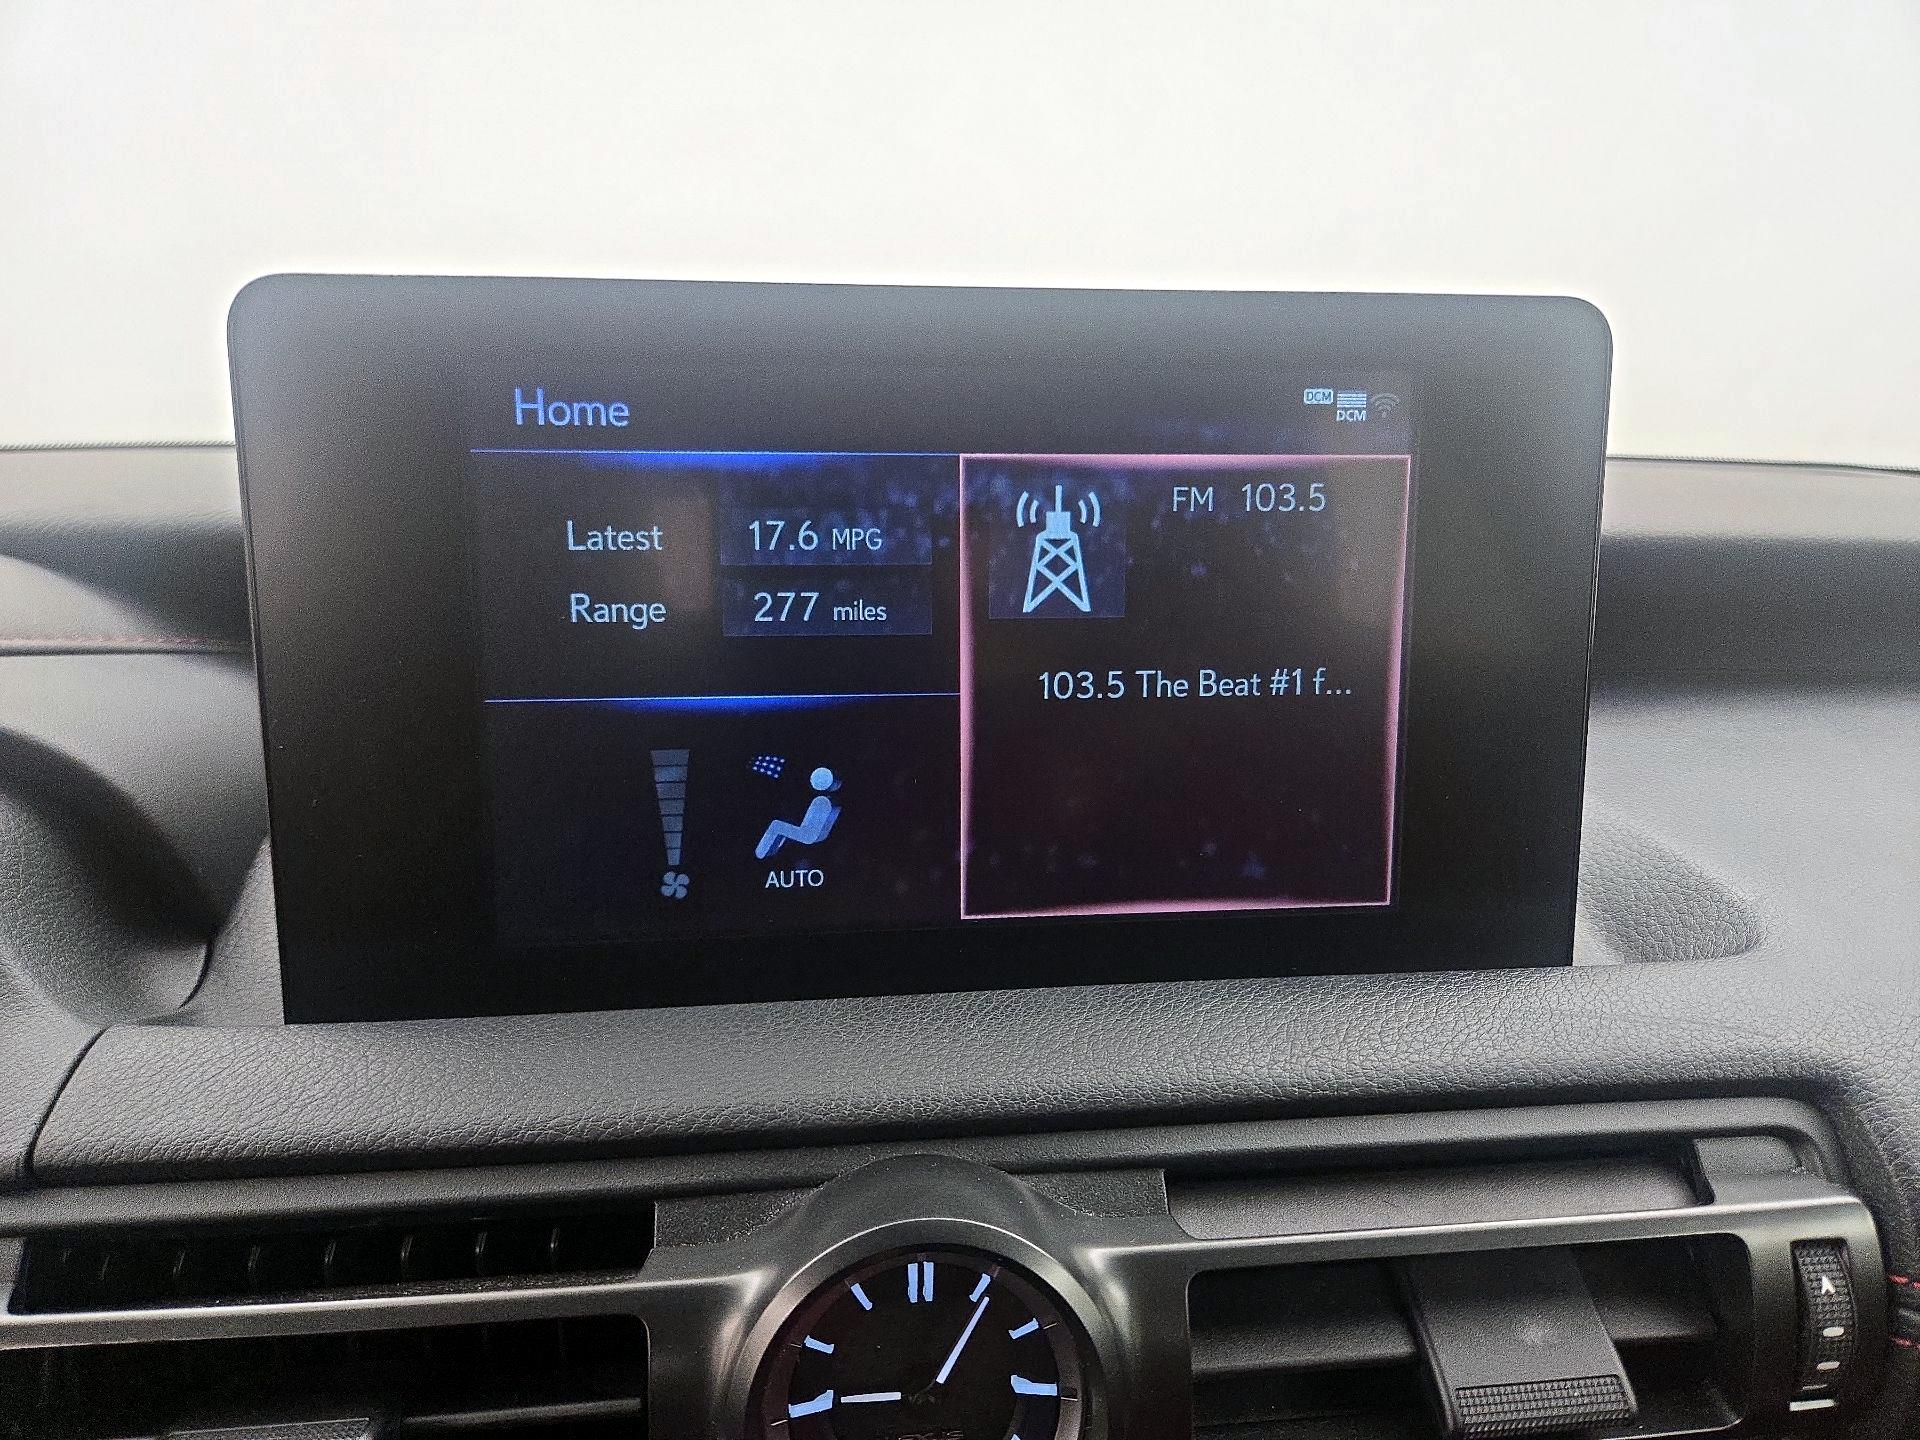 Home
DCM
DCM
Latest 17.6 MPG
Range 277 miles
FM 103.5
103.5 The Beat #1 f...
AUTO
LEXUS